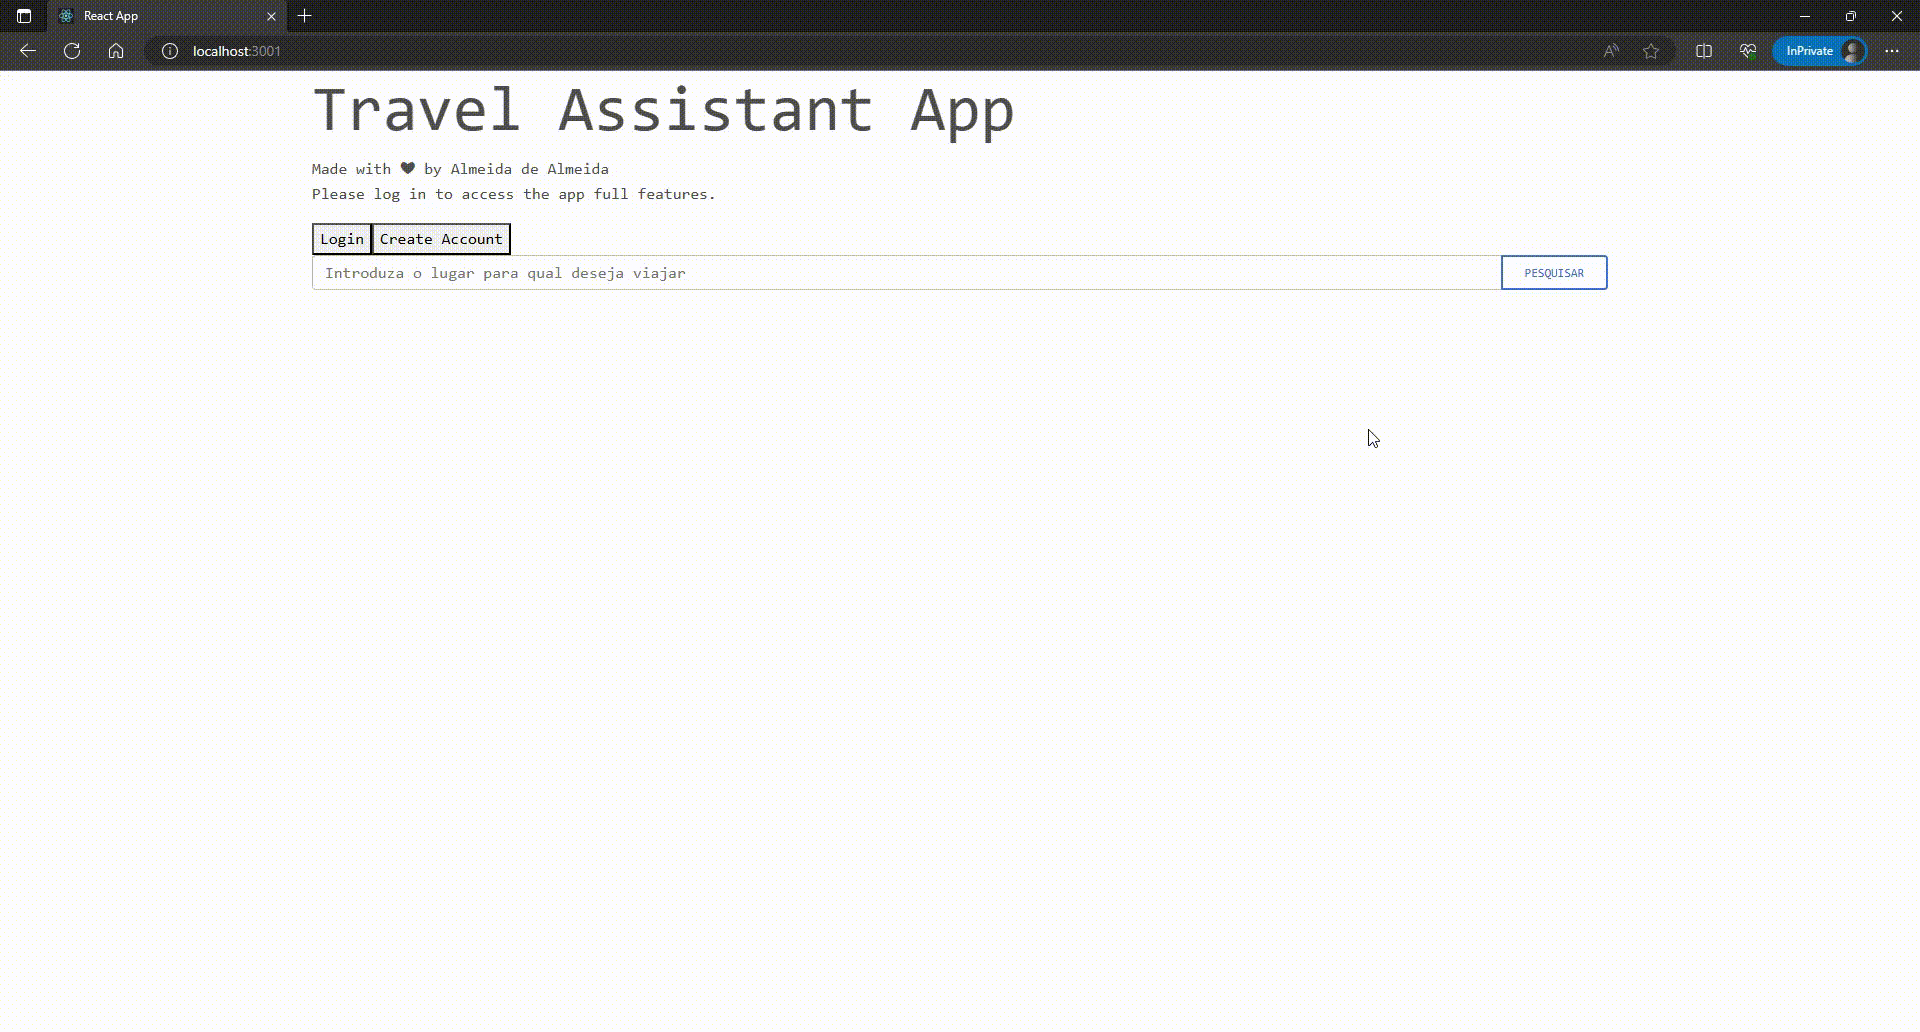 React App
localhost:3001
InPrivate
Travel Assistant App
Made with ♥ by Almeida de Almeida
Please log in to access the app full features.
Login Create Account
Introduza o lugar para qual deseja viajar PESQUISAR